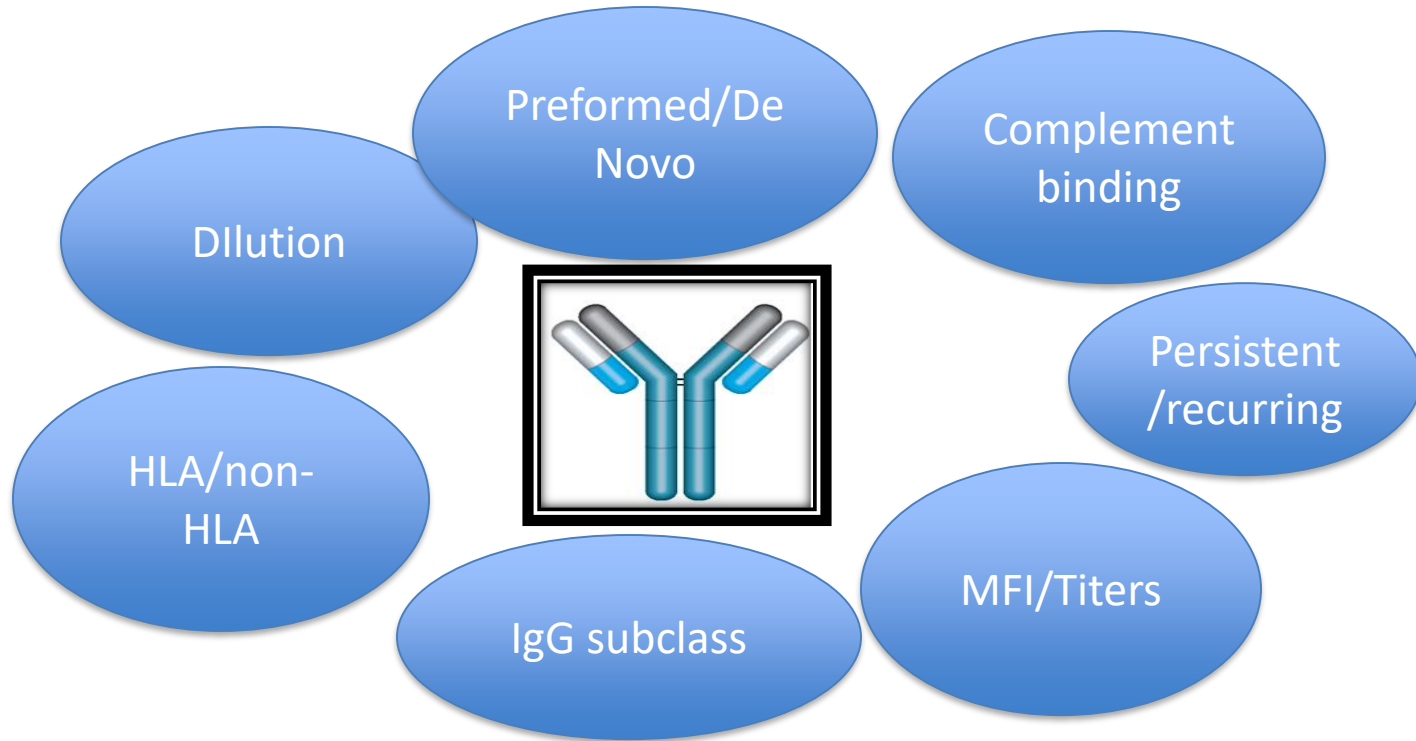 Preformed/De
Novo
Complement
binding
DIlution
Persistent
/recurring
HLA/non-
HLA
MFI/Titers
IgG subclass